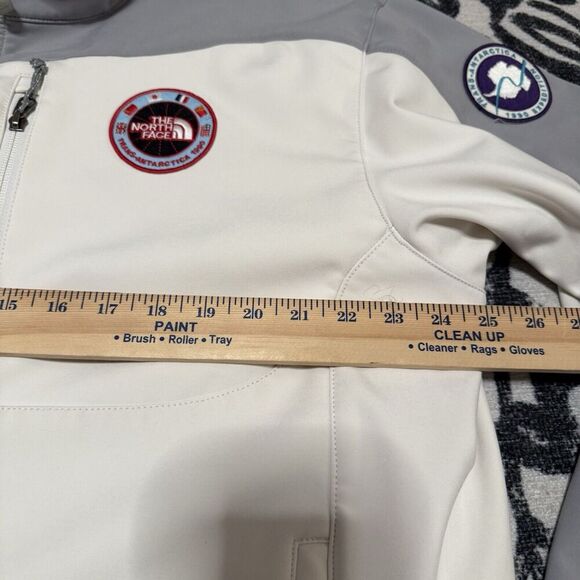 THE
NORTH
FACE
TRANS-ANTARCTICA 1990
TRANS-ANTARCTICA EXPEDITION
1990
15 16 17 18 19 20 21 22 23 24 25 26
PAINT
• Brush • Roller • Tray
CLEAN UP
• Cleaner • Rags • Gloves